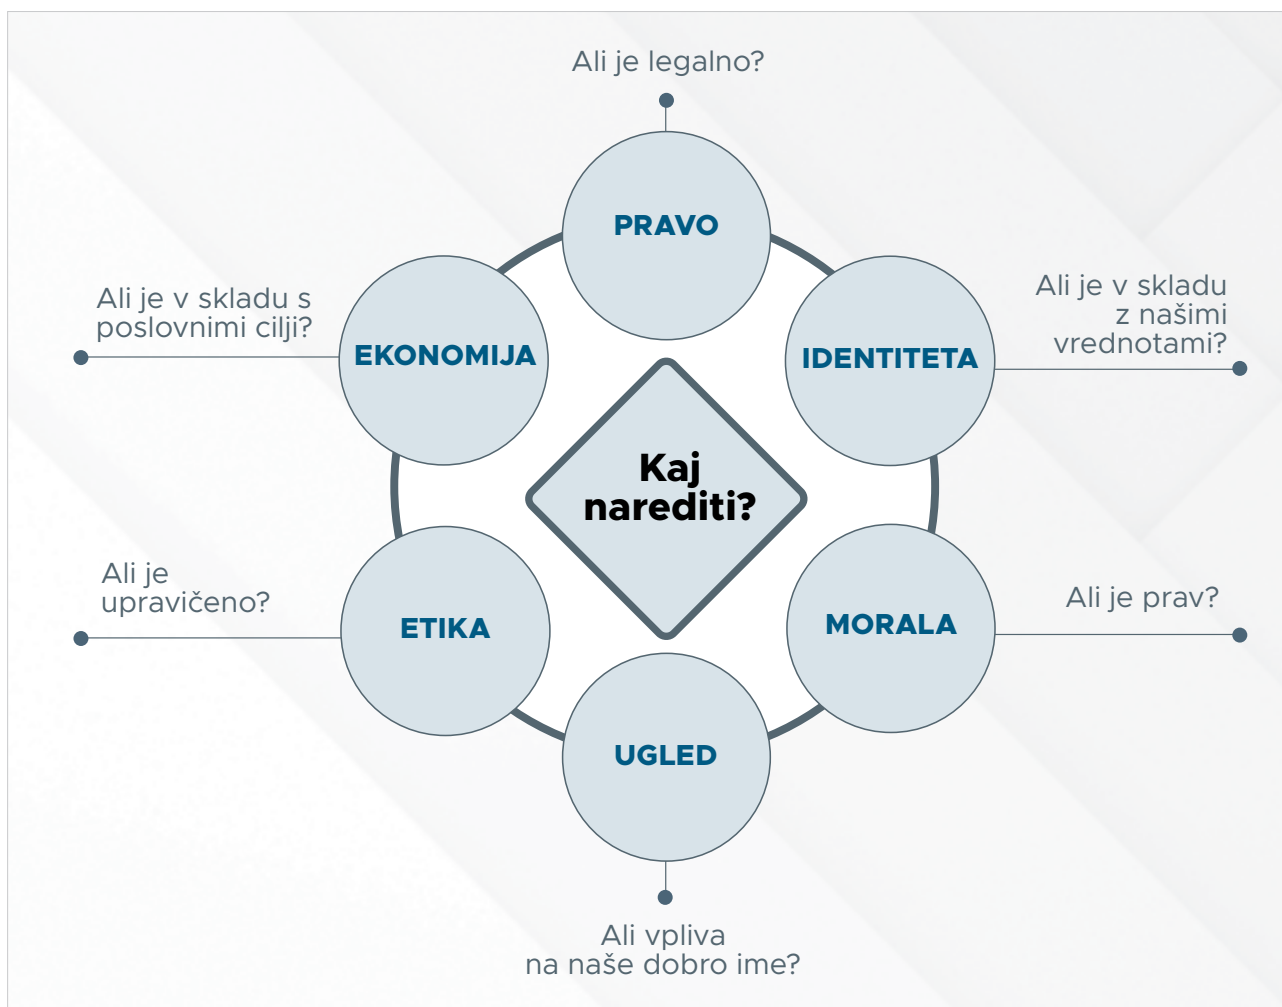 Ali je legalno?
PRAVO
Ali je v skladu s
poslovnimi cilji?
EKONOMIJA
Ali je v skladu
z našimi
vrednotami?
IDENTITETA
Kaj
narediti?
Ali je
upravičeno?
ETIKA
Ali je prav?
MORALA
UGLED
Ali vpliva
na naše dobro ime?